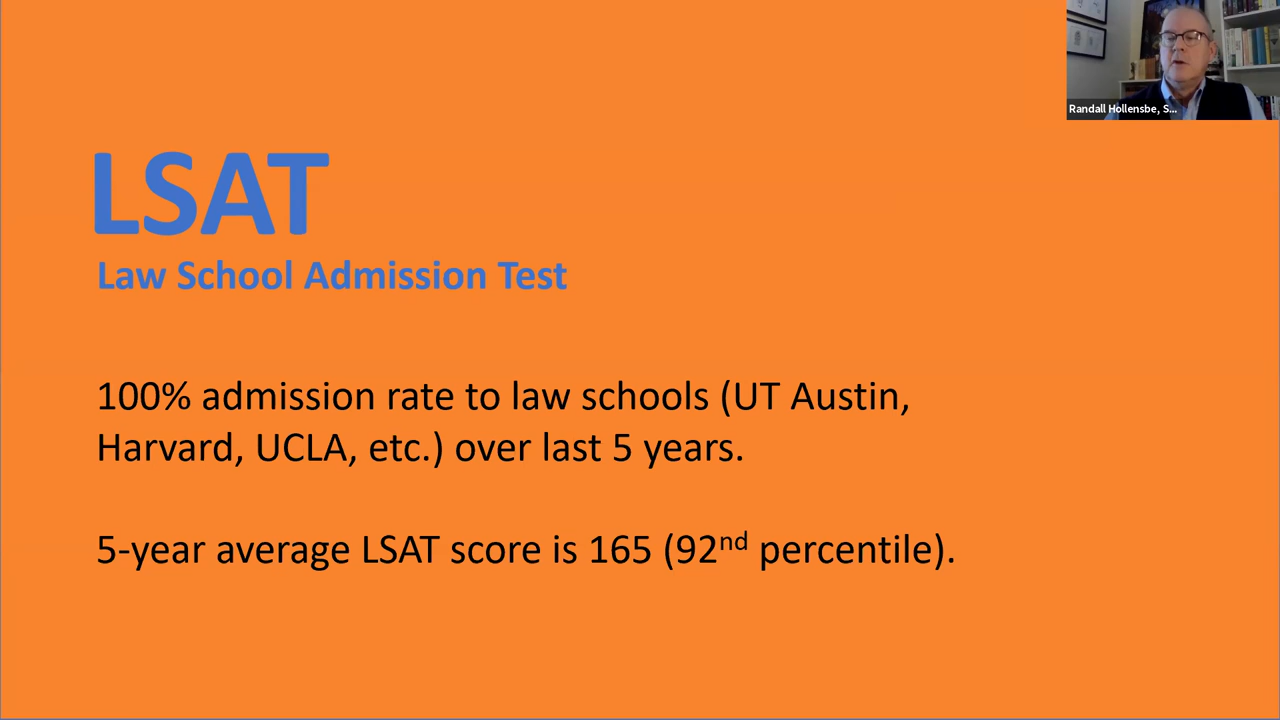 Randall Hollensbe, S...
LSAT
Law School Admission Test
100% admission rate to law schools (UT Austin,
Harvard, UCLA, etc.) over last 5 years.
5-year average LSAT score is 165 (92nd percentile).